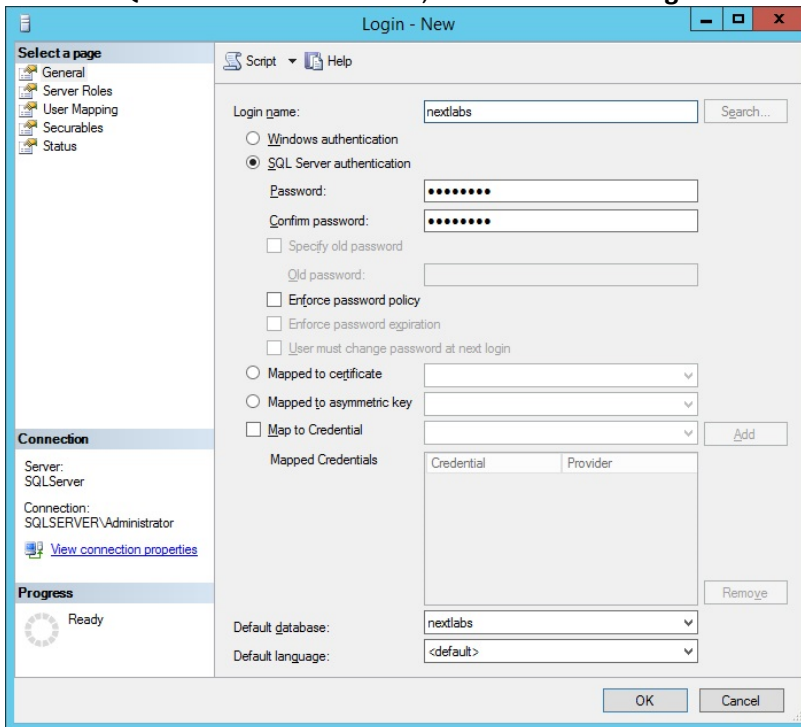 Login - New
Select a page
General
Server Roles
User Mapping
Securables
Status
Script Help
Login name: nextlabs Search...
Windows authentication
SQL Server authentication
Password: ●●●●●●●●
Confirm password: ●●●●●●●●
Specify old password
Old password:
Enforce password policy
Enforce password expiration
User must change password at next login
Mapped to certificate
Mapped to asymmetric key
Map to Credential Add
Mapped Credentials Credential Provider
Remove
Default database: nextlabs
Default language: <default>
Connection
Server:
SQLServer
Connection:
SQLSERVER\Administrator
View connection properties
Progress
Ready
OK Cancel